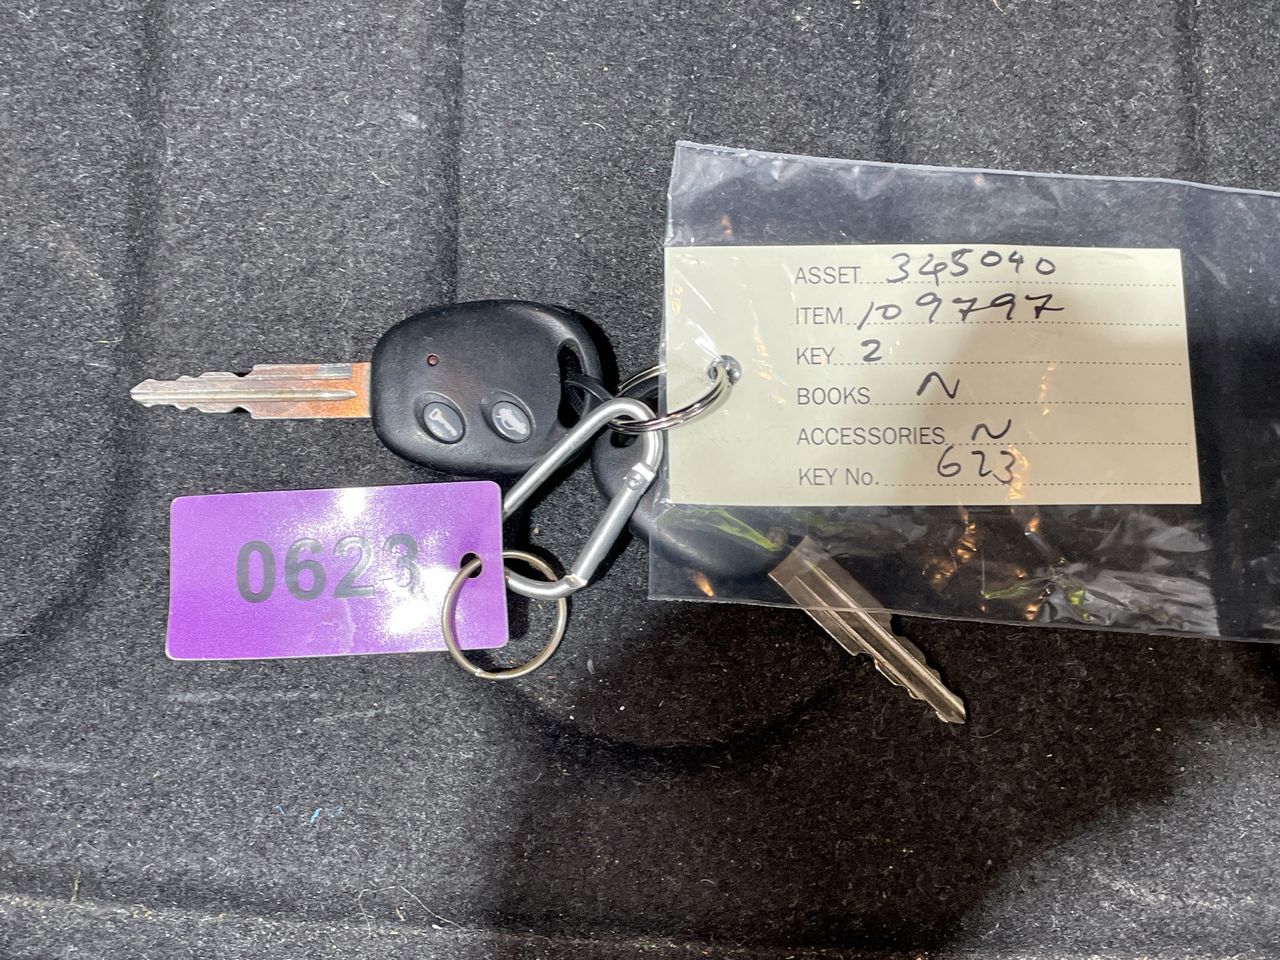 ASSET 345040
ITEM 109797
KEY 2
BOOKS N
ACCESSORIES N
KEY No. 623
0623